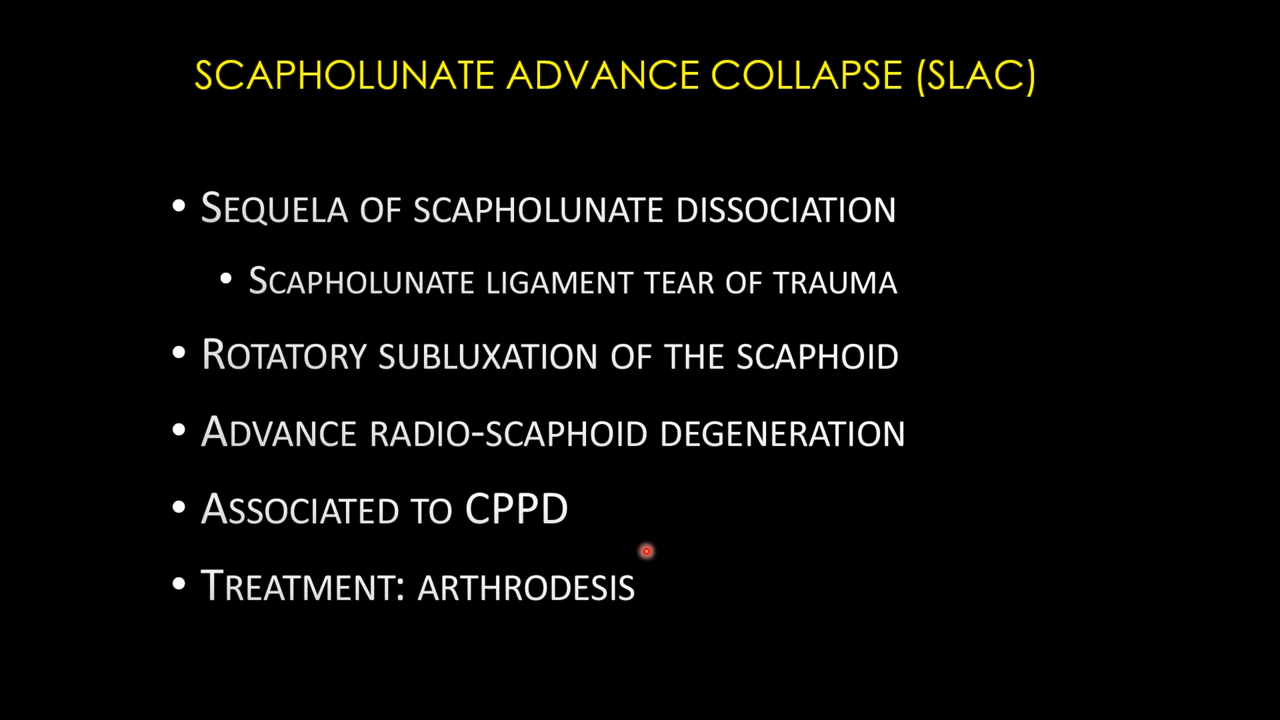 SCAPHOLUNATE ADVANCE COLLAPSE (SLAC)
• SEQUELA OF SCAPHOLUNATE DISSOCIATION
• SCAPHOLUNATE LIGAMENT TEAR OF TRAUMA
• ROTATORY SUBLUXATION OF THE SCAPHOID
• ADVANCE RADIO-SCAPHOID DEGENERATION
• ASSOCIATED TO CPPD
• TREATMENT: ARTHRODESIS